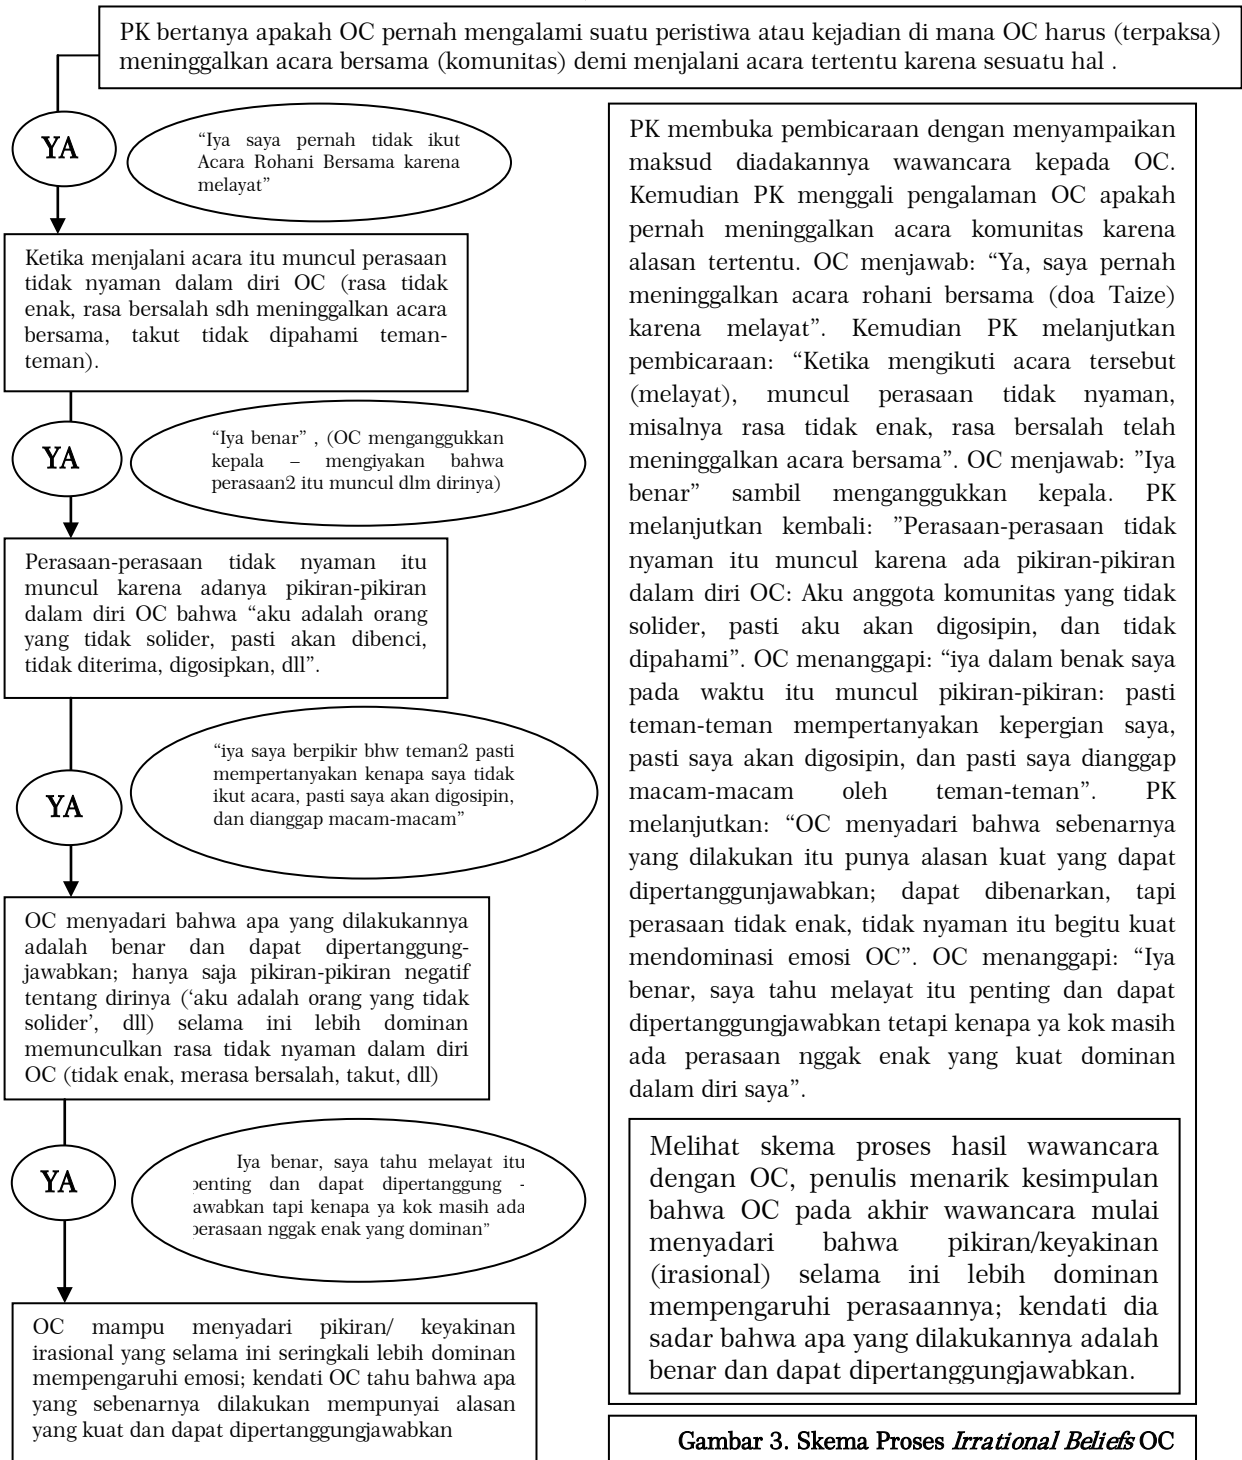 PK bertanya apakah OC pernah mengalami suatu peristiwa atau kejadian di mana OC harus (terpaksa)
meninggalkan acara bersama (komunitas) demi menjalani acara tertentu karena sesuatu hal .
YA
“Iya saya pernah tidak ikut
Acara Rohani Bersama karena
melayat”
Ketika menjalani acara itu muncul perasaan
tidak nyaman dalam diri OC (rasa tidak
enak, rasa bersalah sdh meninggalkan acara
bersama, takut tidak dipahami teman-
teman).
YA
“Iya benar” , (OC menganggukkan
kepala – mengiyakan bahwa
perasaan2 itu muncul dlm dirinya)
Perasaan-perasaan tidak nyaman itu
muncul karena adanya pikiran-pikiran
dalam diri OC bahwa “aku adalah orang
yang tidak solider, pasti akan dibenci,
tidak diterima, digosipkan, dll”.
YA
“iya saya berpikir bhw teman2 pasti
mempertanyakan kenapa saya tidak
ikut acara, pasti saya akan digosipin,
dan dianggap macam-macam”
OC menyadari bahwa apa yang dilakukannya
adalah benar dan dapat dipertanggung-
jawabkan; hanya saja pikiran-pikiran negatif
tentang dirinya (‘aku adalah orang yang tidak
solider’, dll) selama ini lebih dominan
memunculkan rasa tidak nyaman dalam diri
OC (tidak enak, merasa bersalah, takut, dll)
YA
Iya benar, saya tahu melayat itu
penting dan dapat dipertanggung -
awabkan tapi kenapa ya kok masih ada
perasaan nggak enak yang dominan”
OC mampu menyadari pikiran/ keyakinan
irasional yang selama ini seringkali lebih dominan
mempengaruhi emosi; kendati OC tahu bahwa apa
yang sebenarnya dilakukan mempunyai alasan
yang kuat dan dapat dipertanggungjawabkan
PK membuka pembicaraan dengan menyampaikan
maksud diadakannya wawancara kepada OC.
Kemudian PK menggali pengalaman OC apakah
pernah meninggalkan acara komunitas karena
alasan tertentu. OC menjawab: “Ya, saya pernah
meninggalkan acara rohani bersama (doa Taize)
karena melayat”. Kemudian PK melanjutkan
pembicaraan: “Ketika mengikuti acara tersebut
(melayat), muncul perasaan tidak nyaman,
misalnya rasa tidak enak, rasa bersalah telah
meninggalkan acara bersama”. OC menjawab: ”Iya
benar” sambil menganggukkan kepala. PK
melanjutkan kembali: ”Perasaan-perasaan tidak
nyaman itu muncul karena ada pikiran-pikiran
dalam diri OC: Aku anggota komunitas yang tidak
solider, pasti aku akan digosipin, dan tidak
dipahami”. OC menanggapi: “iya dalam benak saya
pada waktu itu muncul pikiran-pikiran: pasti
teman-teman mempertanyakan kepergian saya,
pasti saya akan digosipin, dan pasti saya dianggap
macam-macam oleh teman-teman”. PK
melanjutkan: “OC menyadari bahwa sebenarnya
yang dilakukan itu punya alasan kuat yang dapat
dipertanggunjawabkan; dapat dibenarkan, tapi
perasaan tidak enak, tidak nyaman itu begitu kuat
mendominasi emosi OC”. OC menanggapi: “Iya
benar, saya tahu melayat itu penting dan dapat
dipertanggungjawabkan tetapi kenapa ya kok masih
ada perasaan nggak enak yang kuat dominan
dalam diri saya”.
Melihat skema proses hasil wawancara
dengan OC, penulis menarik kesimpulan
bahwa OC pada akhir wawancara mulai
menyadari bahwa pikiran/keyakinan
(irasional) selama ini lebih dominan
mempengaruhi perasaannya; kendati dia
sadar bahwa apa yang dilakukannya adalah
benar dan dapat dipertanggungjawabkan.
Gambar 3. Skema Proses Irrational Beliefs OC